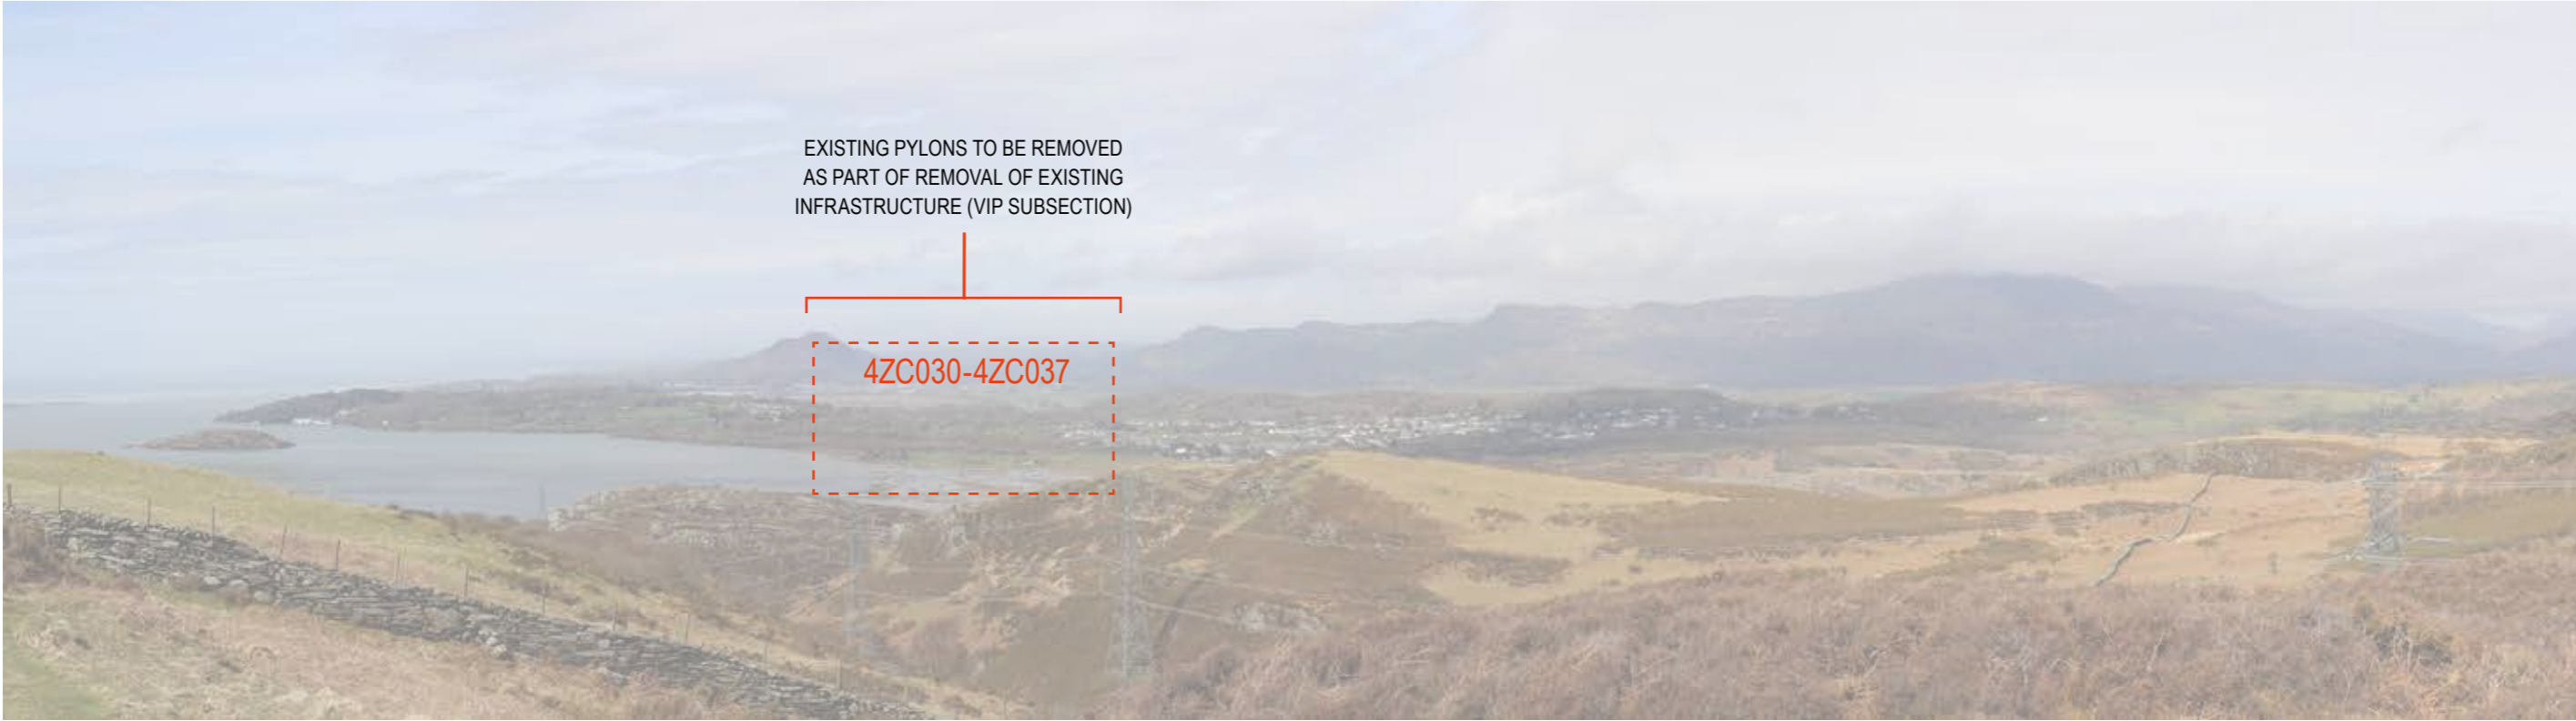 EXISTING PYLONS TO BE REMOVED
AS PART OF REMOVAL OF EXISTING
INFRASTRUCTURE (VIP SUBSECTION)
4ZC030-4ZC037